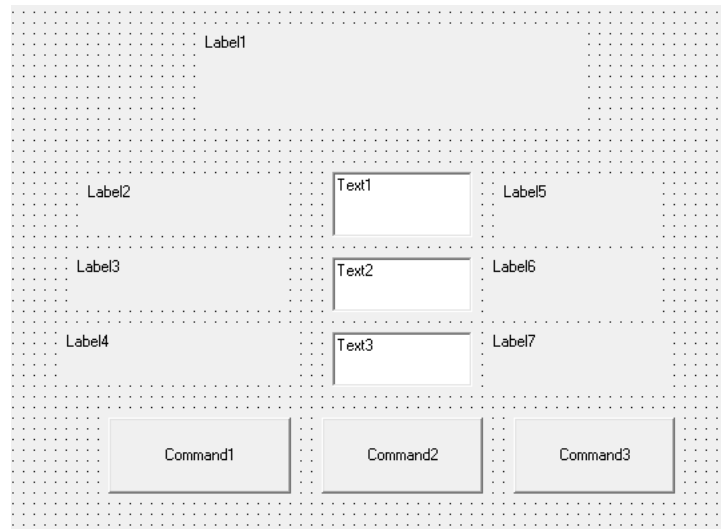 Label1
Label2 Text1 Label5
Label3 Text2 Label6
Label4 Text3 Label7
Command1 Command2 Command3